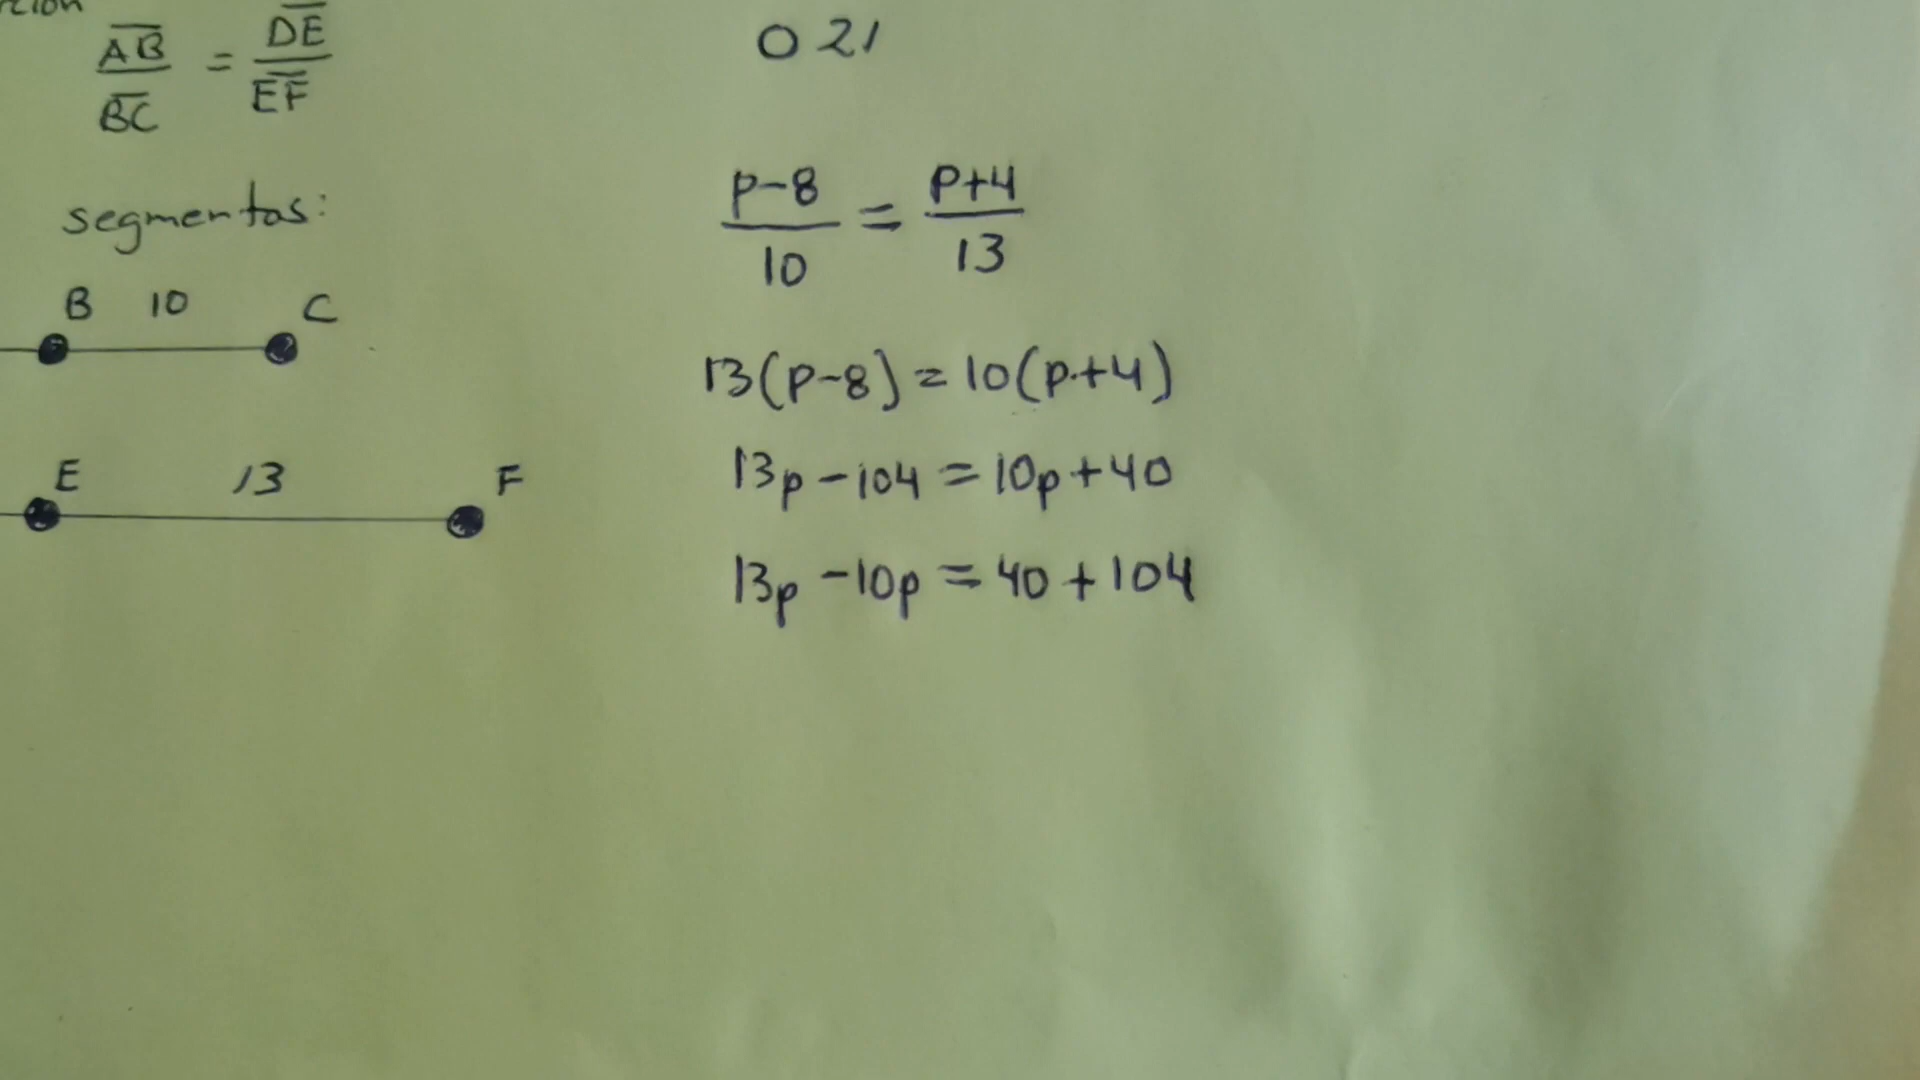 AB = DE
BC EF
segmentos:
B 10 C
E 13 F
O 21
p-8 = p+4
10 13
13(p-8) = 10(p+4)
13p - 104 = 10p + 40
13p - 10p = 40 + 104